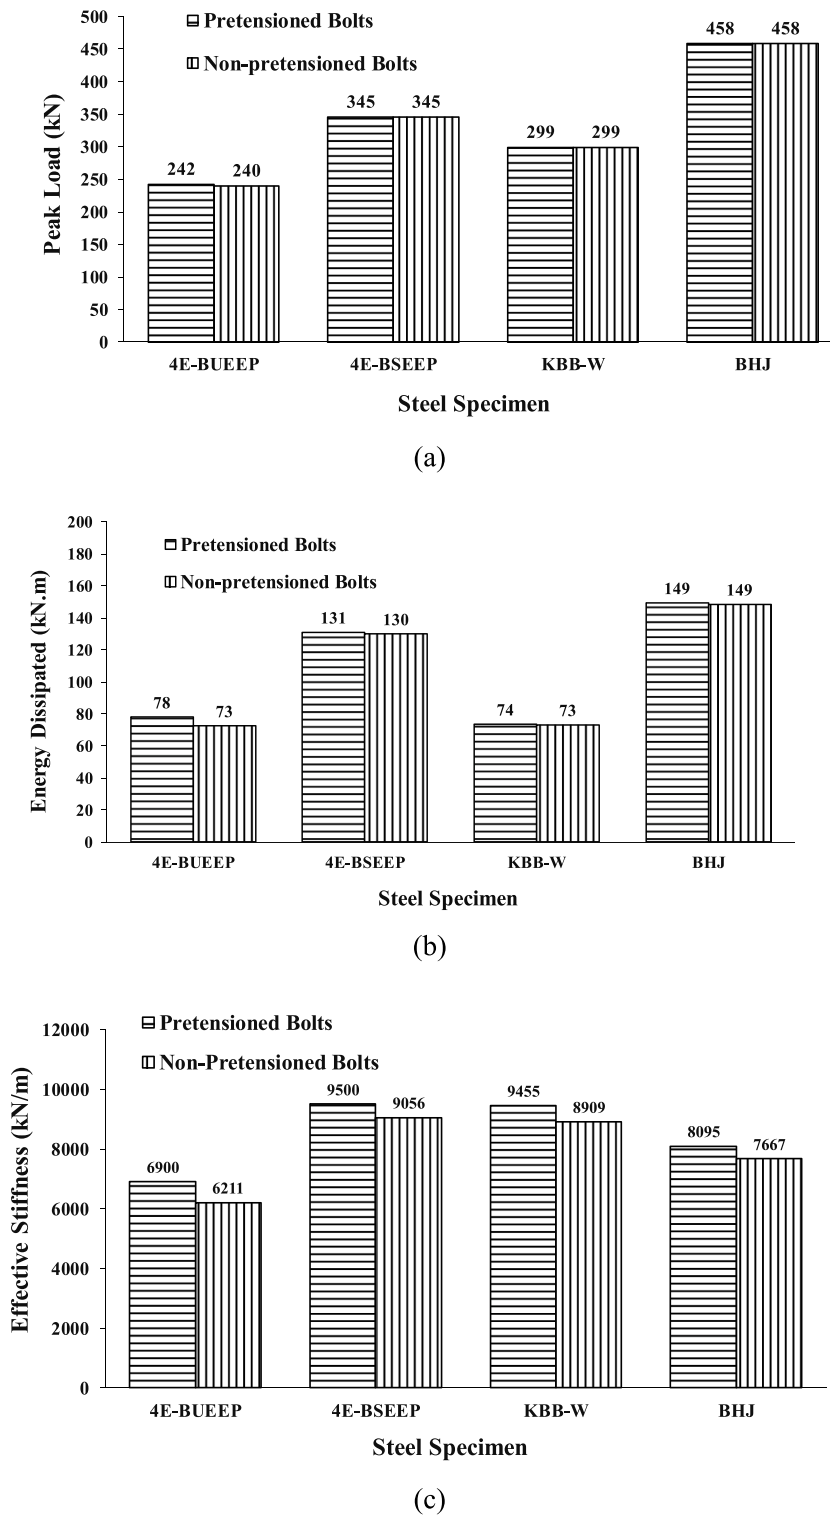 500
450
400
350
300
250
200
150
100
50
0
Peak Load (kN)
Pretensioned Bolts
Non-pretensioned Bolts
242 240 345 345 299 299 458 458
4E-BUEEP 4E-BSEEP KBB-W BHJ
Steel Specimen
(a)
200
180
160
140
120
100
80
60
40
20
0
Energy Dissipated (kN.m)
Pretensioned Bolts
Non-pretensioned Bolts
78 73 131 130 74 73 149 149
4E-BUEEP 4E-BSEEP KBB-W BHJ
Steel Specimen
(b)
12000
10000
8000
6000
4000
2000
0
Effective Stiffness (kN/m)
Pretensioned Bolts
Non-Pretensioned Bolts
6900 6211 9500 9056 9455 8909 8095 7667
4E-BUEEP 4E-BSEEP KBB-W BHJ
Steel Specimen
(c)